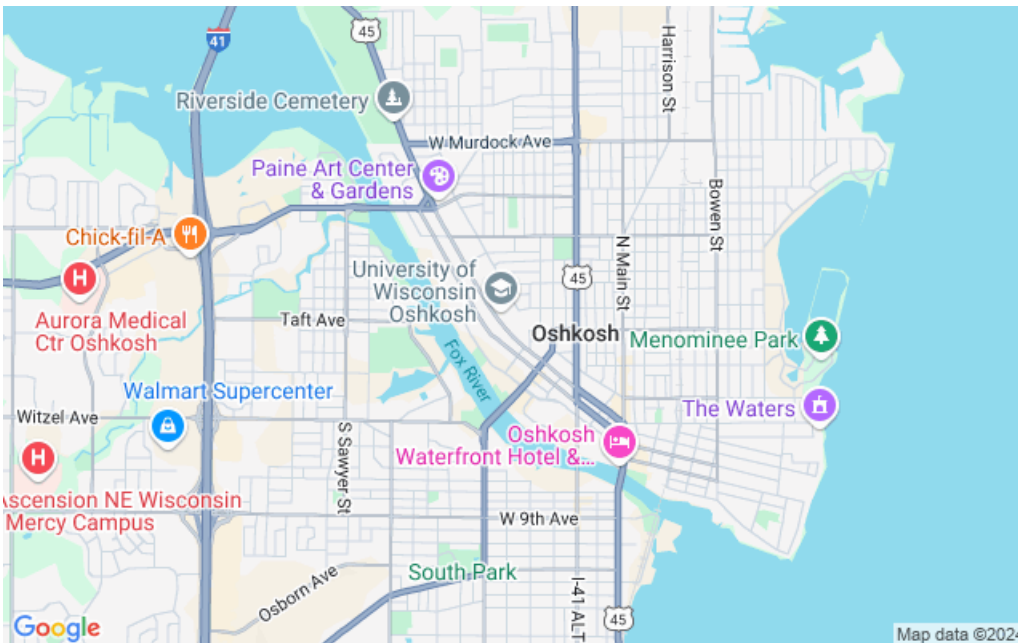 41
45
Harrison St
Riverside Cemetery
W Murdock Ave
Paine Art Center
& Gardens
Bowen St
Chick-fil-A
N Main St
H
Aurora Medical
Ctr Oshkosh
University of
Wisconsin
Oshkosh
45
Taft Ave
Oshkosh
Menominee Park
Fox River
Walmart Supercenter
Witzel Ave
The Waters
S Sawyer St
Oshkosh
Waterfront Hotel &...
H
Ascension NE Wisconsin
Mercy Campus
W 9th Ave
South Park
Osborn Ave
I-41 ALT
45
Google
Map data ©202